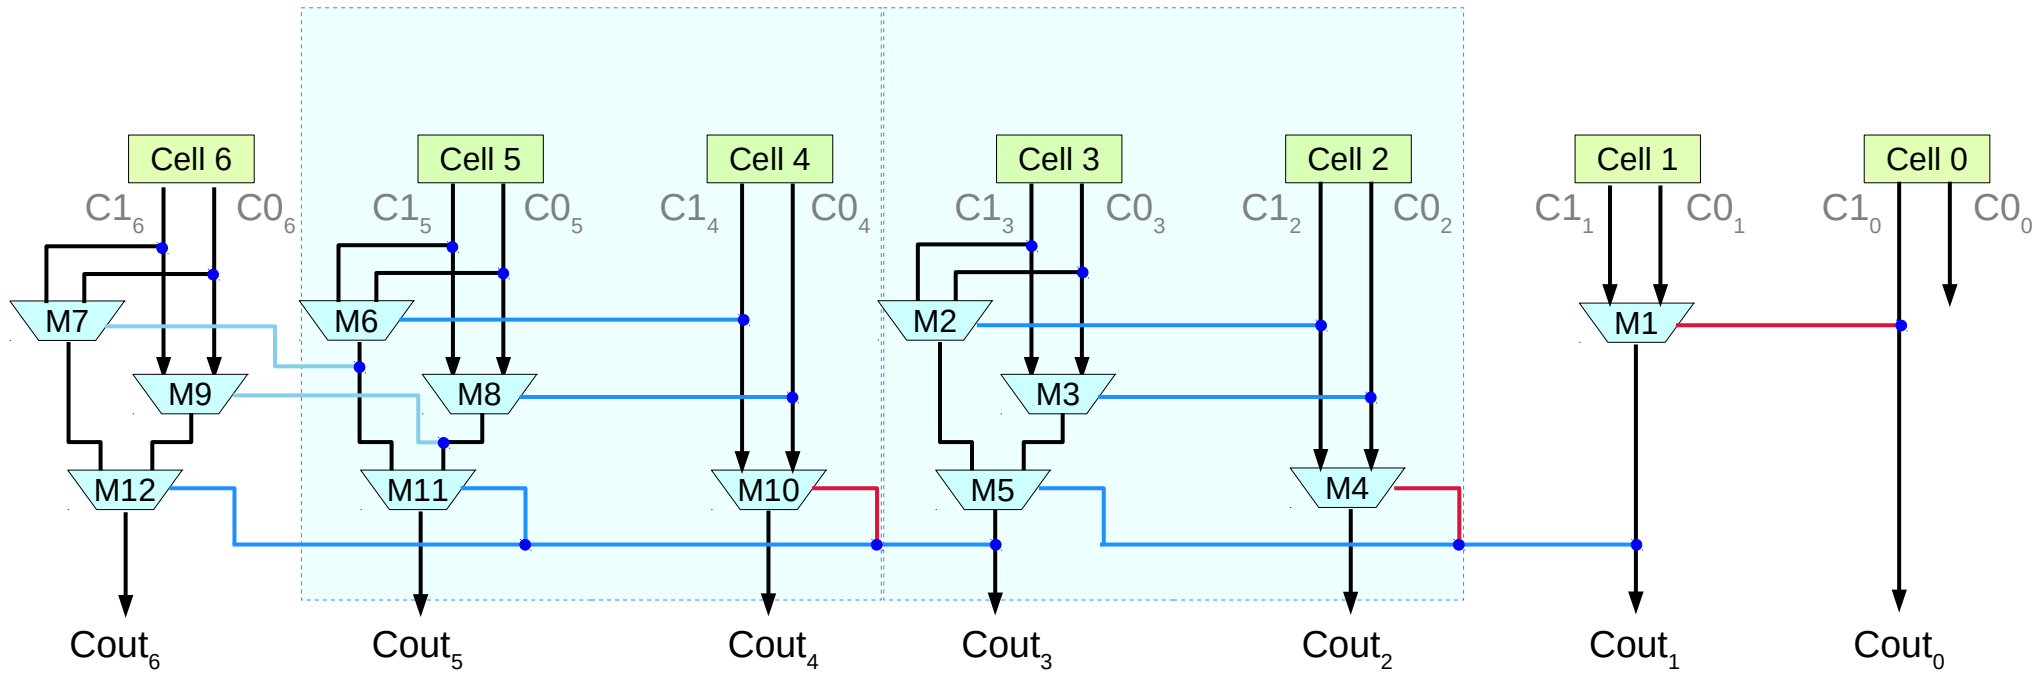 Cell 6 Cell 5 Cell 4 Cell 3 Cell 2 Cell 1 Cell 0
C1₆ C0₆ C1₅ C0₅ C1₄ C0₄ C1₃ C0₃ C1₂ C0₂ C1₁ C0₁ C1₀ C0₀
M7 M6 M2 M1
M9 M8 M3
M12 M11 M10 M5 M4
Cout₆ Cout₅ Cout₄ Cout₃ Cout₂ Cout₁ Cout₀